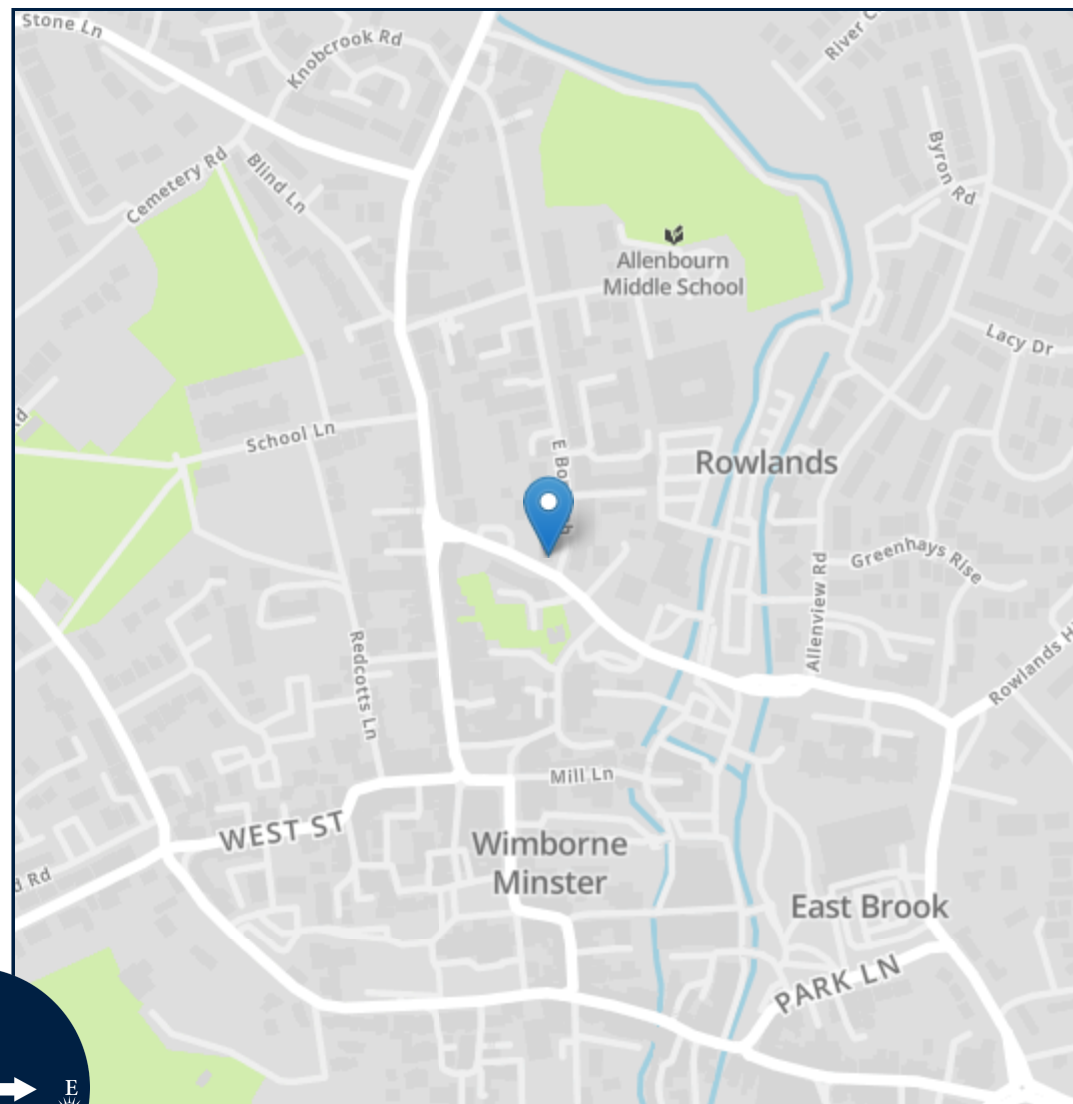 Stone Ln
Knobcrook Rd
River C
Cemetery Rd
Blind Ln
Byron Rd
Allenbourn
Middle School
Lacy Dr
School Ln
E Bo
Rowlands
Greenhays Rise
Allenview Rd
Redcotts Ln
Rowlands H
Mill Ln
WEST ST
Wimborne
Minster
d Rd
East Brook
PARK LN
E